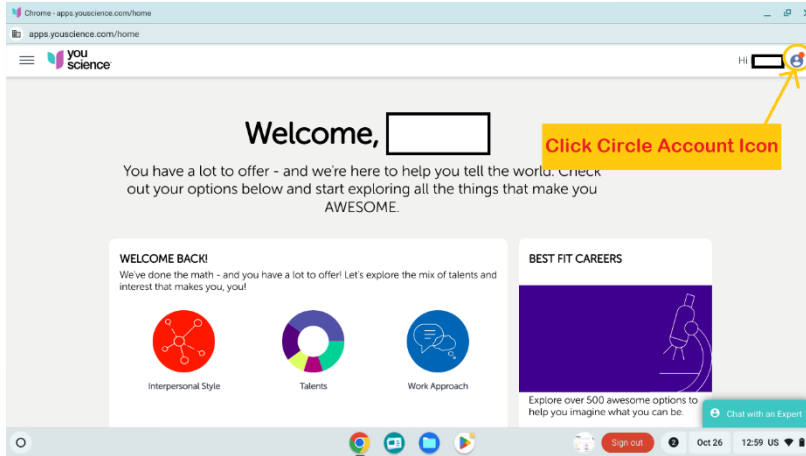 Chrome - apps.youscience.com/home
apps.youscience.com/home
you
science
Hi
Click Circle Account Icon
Welcome,
You have a lot to offer - and we're here to help you tell the world. Check
out your options below and start exploring all the things that make you
AWESOME.
WELCOME BACK!
We've done the math - and you have a lot to offer! Let's explore the mix of talents and
interest that makes you, you!
Interpersonal Style
Talents
Work Approach
BEST FIT CAREERS
Explore over 500 awesome options to
help you imagine what you can be.
Chat with an Expert
Sign out
2
Oct 26
12:59 US